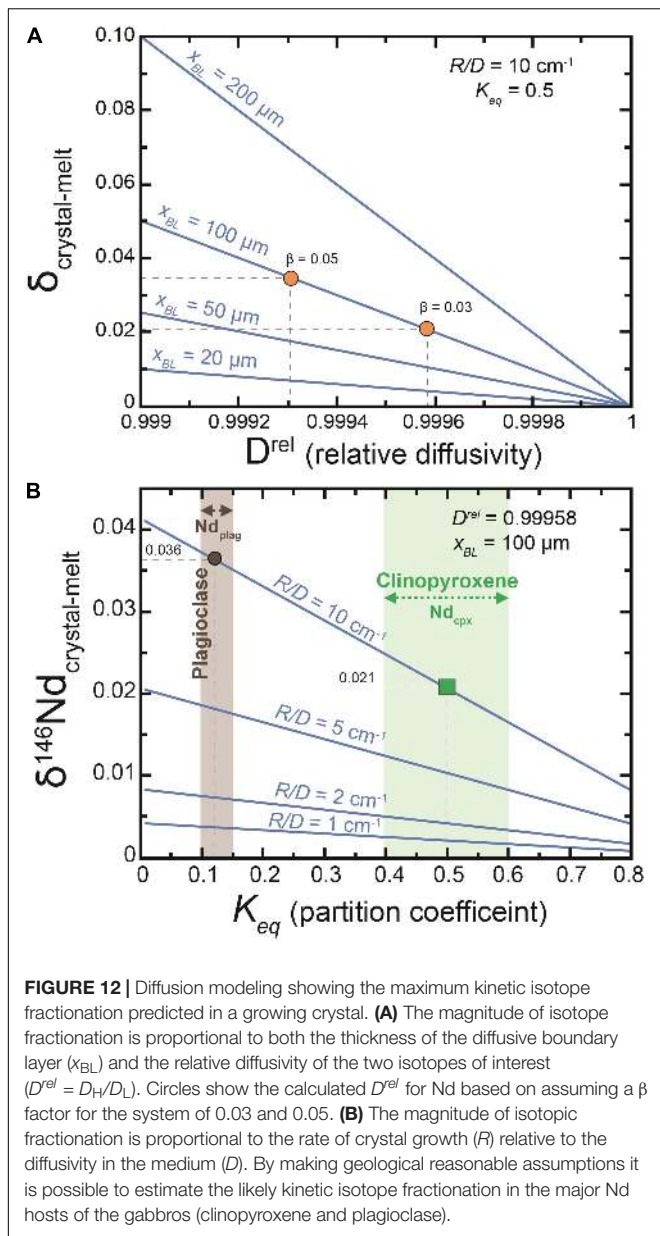 A
R/D = 10 cm⁻¹
K_eq = 0.5
x_BL = 200 µm
x_BL = 100 µm
x_BL = 50 µm
x_BL = 20 µm
β = 0.05
β = 0.03
δcrystal-melt
0.10
0.08
0.06
0.04
0.02
0
0.999
0.9992
0.9994
0.9996
0.9998
1
D^rel (relative diffusivity)
B
Nd_plag
D^rel = 0.99958
x_BL = 100 µm
Plagioclase
Clinopyroxene
Nd_cpx
0.036
0.021
R/D = 10 cm⁻¹
R/D = 5 cm⁻¹
R/D = 2 cm⁻¹
R/D = 1 cm⁻¹
δ¹⁴⁶Nd crystal-melt
0.04
0.03
0.02
0.01
0
0
0.1
0.2
0.3
0.4
0.5
0.6
0.7
0.8
K_eq (partition coefficeint)
FIGURE 12 | Diffusion modeling showing the maximum kinetic isotope
fractionation predicted in a growing crystal. (A) The magnitude of isotope
fractionation is proportional to both the thickness of the diffusive boundary
layer (x_BL) and the relative diffusivity of the two isotopes of interest
(D^rel = D_H/D_L). Circles show the calculated D^rel for Nd based on assuming a β
factor for the system of 0.03 and 0.05. (B) The magnitude of isotopic
fractionation is proportional to the rate of crystal growth (R) relative to the
diffusivity in the medium (D). By making geological reasonable assumptions it
is possible to estimate the likely kinetic isotope fractionation in the major Nd
hosts of the gabbros (clinopyroxene and plagioclase).